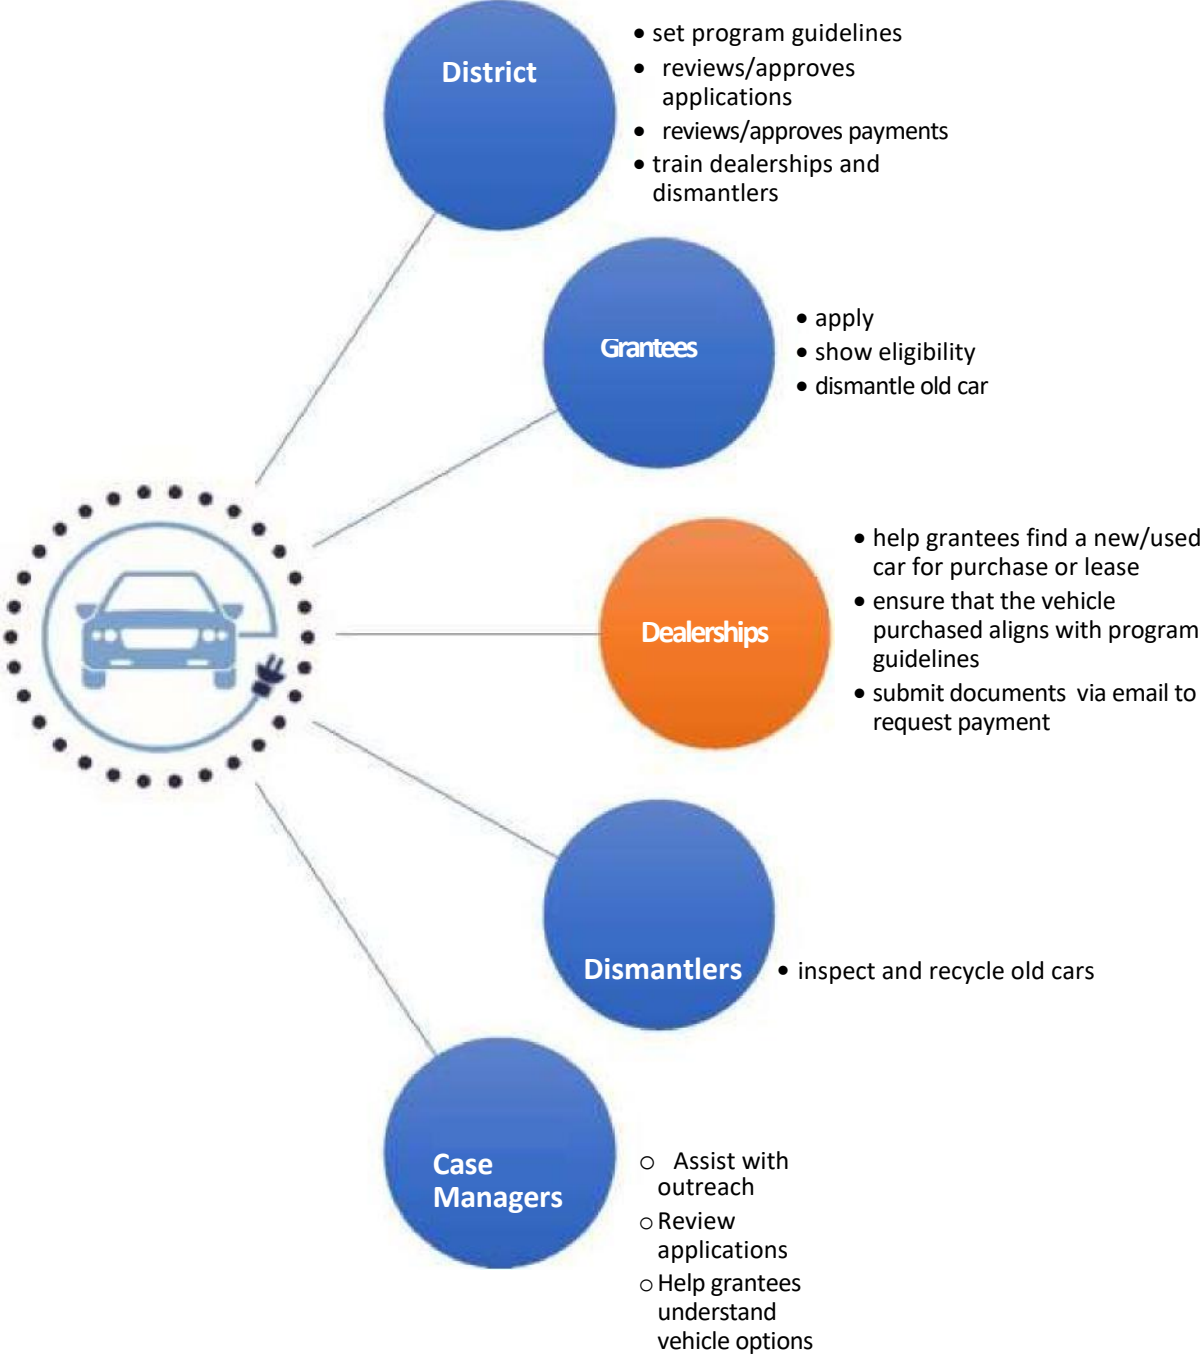 District
• set program guidelines
• reviews/approves
applications
• reviews/approves payments
• train dealerships and
dismantlers
Grantees
• apply
• show eligibility
• dismantle old car
Dealerships
• help grantees find a new/used
car for purchase or lease
• ensure that the vehicle
purchased aligns with program
guidelines
• submit documents via email to
request payment
Dismantlers
• inspect and recycle old cars
Case
Managers
○ Assist with
outreach
○ Review
applications
○ Help grantees
understand
vehicle options